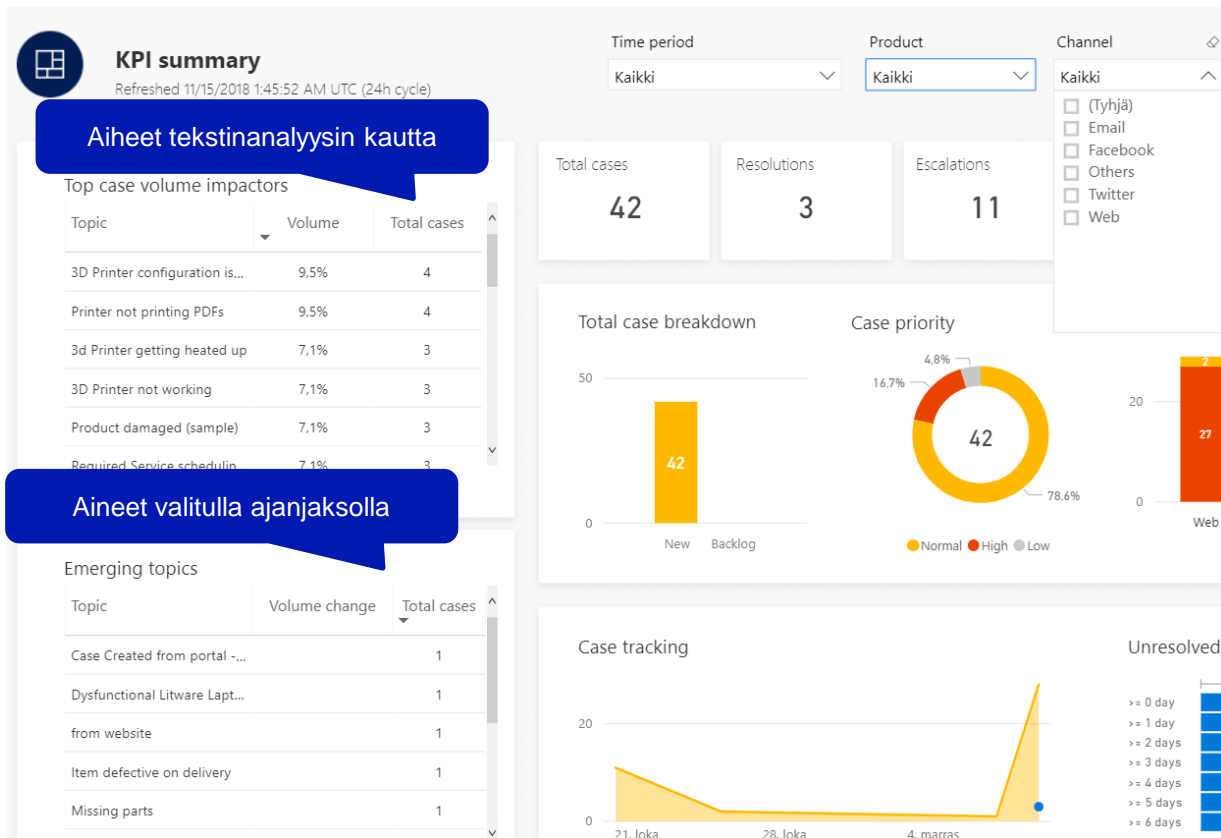 Time period
Product
Channel
KPI summary
Kaikki
Kaikki
Kaikki
Refreshed 11/15/2018 1:45:52 AM UTC (24h cycle)
(Tyhjä)
Email
Facebook
Others
Twitter
Web
Aiheet tekstinanalyysin kautta
Total cases
42
Resolutions
3
Escalations
11
Top case volume impactors
Topic Volume Total cases
3D Printer configuration is... 9,5% 4
Printer not printing PDFs 9,5% 4
3d Printer getting heated up 7,1% 3
3D Printer not working 7,1% 3
Product damaged (sample) 7,1% 3
Required Service schedulin 7,1% 3
Aineet valitulla ajanjaksolla
Total case breakdown
50
42
0
New Backlog
Case priority
4,8%
16,7%
42
78,6%
Normal High Low
2
20
27
0
Web
Emerging topics
Topic Volume change Total cases
Case Created from portal -... 1
Dysfunctional Litware Lapt... 1
from website 1
Item defective on delivery 1
Missing parts 1
Case tracking
20
0
21. loka 28. loka 4. marras
Unresolved
>= 0 day
>= 1 day
>= 2 days
>= 3 days
>= 4 days
>= 5 days
>= 6 days